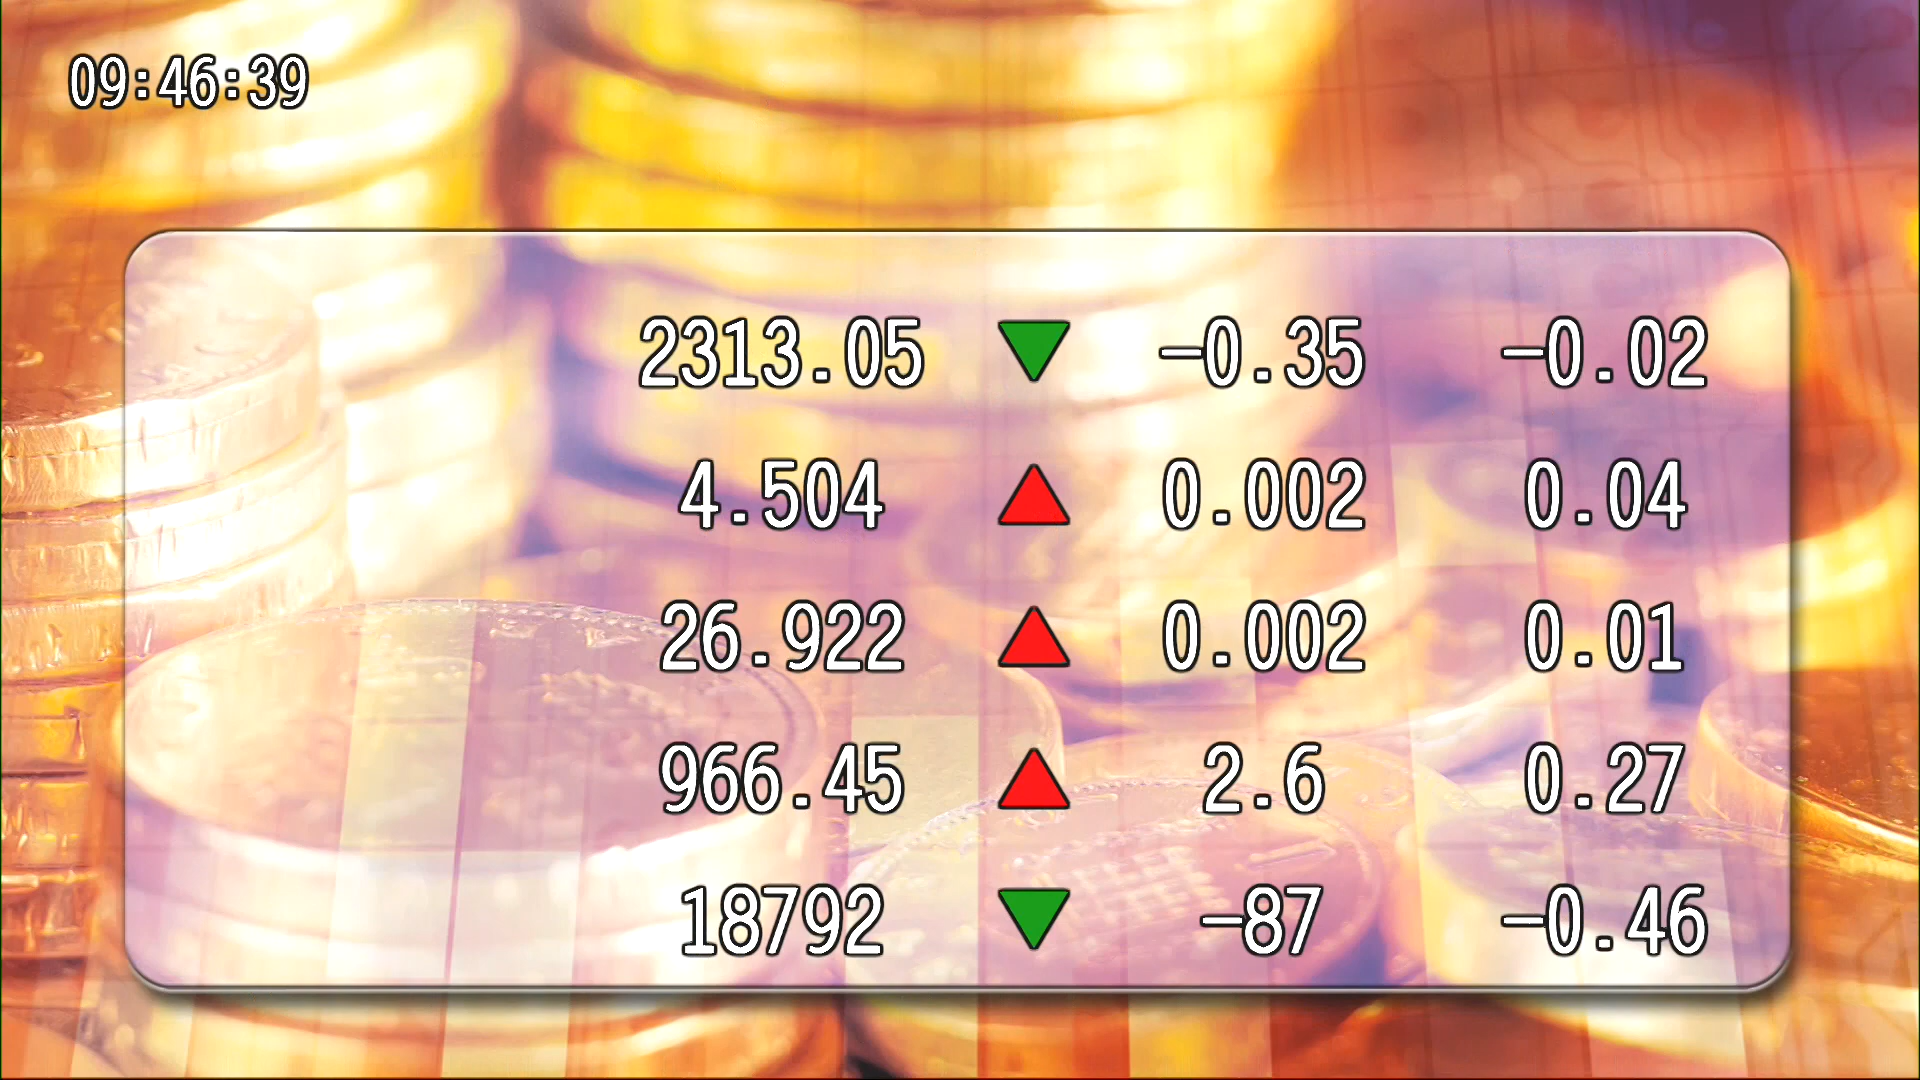 09:46:39
2313.05 ▼ -0.35 -0.02
4.504 ▲ 0.002 0.04
26.922 ▲ 0.002 0.01
966.45 ▲ 2.6 0.27
18792 ▼ -87 -0.46